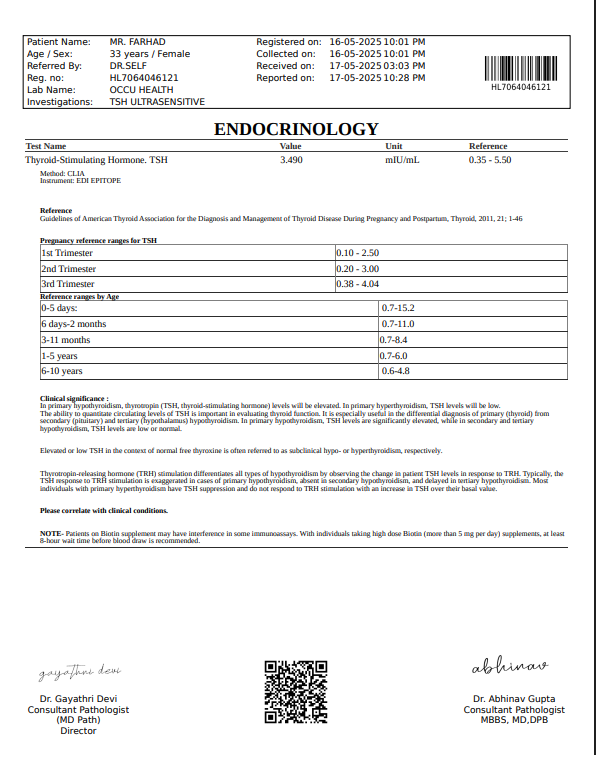 Patient Name: MR. FARHAD Registered on: 16-05-2025 10:01 PM
Age / Sex: 33 years / Female Collected on: 16-05-2025 10:01 PM
Referred By: DR.SELF Received on: 17-05-2025 03:03 PM
Reg. no: HL7064046121 Reported on: 17-05-2025 10:28 PM
Lab Name: OCCU HEALTH
Investigations: TSH ULTRASENSITIVE
HL7064046121
ENDOCRINOLOGY
Test Name Value Unit Reference
Thyroid-Stimulating Hormone. TSH 3.490 mIU/mL 0.35 - 5.50
Method: CLIA
Instrument: EDI EPITOPE
Reference
Guidelines of American Thyroid Association for the Diagnosis and Management of Thyroid Disease During Pregnancy and Postpartum, Thyroid, 2011, 21; 1-46
Pregnancy reference ranges for TSH
1st Trimester 0.10 - 2.50
2nd Trimester 0.20 - 3.00
3rd Trimester 0.38 - 4.04
Reference ranges by Age
0-5 days: 0.7-15.2
6 days-2 months 0.7-11.0
3-11 months 0.7-8.4
1-5 years 0.7-6.0
6-10 years 0.6-4.8
Clinical significance :
In primary hypothyroidism, thyrotropin (TSH, thyroid-stimulating hormone) levels will be elevated. In primary hyperthyroidism, TSH levels will be low.
The ability to quantitate circulating levels of TSH is important in evaluating thyroid function. It is especially useful in the differential diagnosis of primary (thyroid) from
secondary (pituitary) and tertiary (hypothalamus) hypothyroidism. In primary hypothyroidism, TSH levels are significantly elevated, while in secondary and tertiary
hypothyroidism, TSH levels are low or normal.
Elevated or low TSH in the context of normal free thyroxine is often referred to as subclinical hypo- or hyperthyroidism, respectively.
Thyrotropin-releasing hormone (TRH) stimulation differentiates all types of hypothyroidism by observing the change in patient TSH levels in response to TRH. Typically, the
TSH response to TRH stimulation is exaggerated in cases of primary hypothyroidism, absent in secondary hypothyroidism, and delayed in tertiary hypothyroidism. Most
individuals with primary hyperthyroidism have TSH suppression and do not respond to TRH stimulation with an increase in TSH over their basal value.
Please correlate with clinical conditions.
NOTE- Patients on Biotin supplement may have interference in some immunoassays. With individuals taking high dose Biotin (more than 5 mg per day) supplements, at least
8-hour wait time before blood draw is recommended.
gayathri devi abhinav
Dr. Gayathri Devi Dr. Abhinav Gupta
Consultant Pathologist Consultant Pathologist
(MD Path) MBBS, MD,DPB
Director